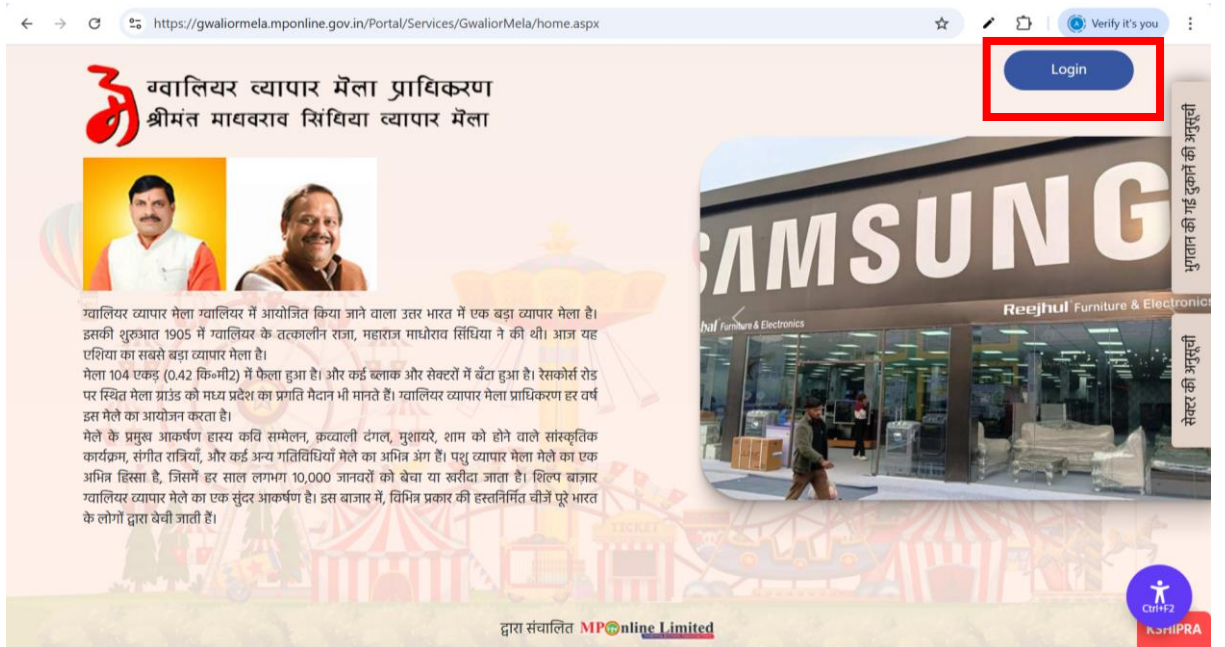 https://gwaliormela.mponline.gov.in/Portal/Services/GwaliorMela/home.aspx
Verify it's you
Login
ग्वालियर व्यापार मेला प्राधिकरण
श्रीमंत माधवराव सिंधिया व्यापार मेला
भुगतान की गई दुकानें की अनुसूची
SAMSUNG
Reejhul Furniture & Electronics
hal Furniture & Electronics
सेक्टर की अनुसूची
ग्वालियर व्यापार मेला ग्वालियर में आयोजित किया जाने वाला उत्तर भारत में एक बड़ा व्यापार मेला है।
इसकी शुरुआत 1905 में ग्वालियर के तत्कालीन राजा, महाराज माधोराव सिंधिया ने की थी। आज यह
एशिया का सबसे बड़ा व्यापार मेला है।
मेला 104 एकड़ (0.42 कि॰मी2) में फैला हुआ है। और कई ब्लाक और सेक्टरों में बँटा हुआ है। रेसकोर्स रोड
पर स्थित मेला ग्राउंड को मध्य प्रदेश का प्रगति मैदान भी मानते हैं। ग्वालियर व्यापार मेला प्राधिकरण हर वर्ष
इस मेले का आयोजन करता है।
मेले के प्रमुख आकर्षण हास्य कवि सम्मेलन, क़व्वाली दंगल, मुशायरे, शाम को होने वाले सांस्कृतिक
कार्यक्रम, संगीत रात्रियाँ, और कई अन्य गतिविधियाँ मेले का अभिन्न अंग हैं। पशु व्यापार मेला मेले का एक
अभिन्न हिस्सा है, जिसमें हर साल लगभग 10,000 जानवरों को बेचा या खरीदा जाता है। शिल्प बाज़ार
ग्वालियर व्यापार मेले का एक सुंदर आकर्षण है। इस बाजार में, विभिन्न प्रकार की हस्तनिर्मित चीजें पूरे भारत
के लोगों द्वारा बेची जाती हैं।
TICKET
Ctrl+F2
KSHIPRA
द्वारा संचालित MPOnline Limited